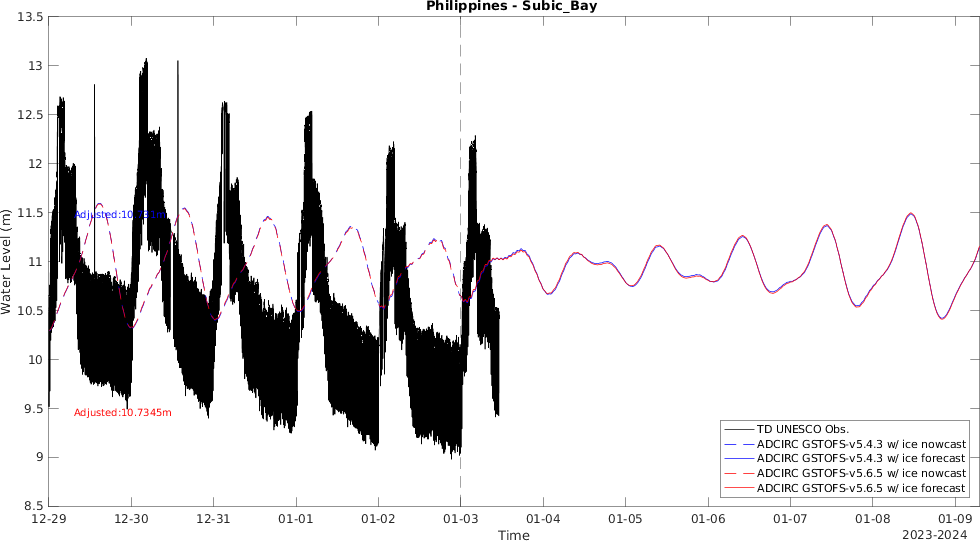 Philippines - Subic_Bay
13.5
13
12.5
12
11.5
11
10.5
10
9.5
9
8.5
Water Level (m)
Adjusted:10.7345m
TD UNESCO Obs.
ADCIRC GSTOFS-v5.4.3 w/ ice nowcast
ADCIRC GSTOFS-v5.4.3 w/ ice forecast
ADCIRC GSTOFS-v5.6.5 w/ ice nowcast
ADCIRC GSTOFS-v5.6.5 w/ ice forecast
12-29 12-30 12-31 01-01 01-02 01-03 01-04 01-05 01-06 01-07 01-08 01-09
Time
2023-2024